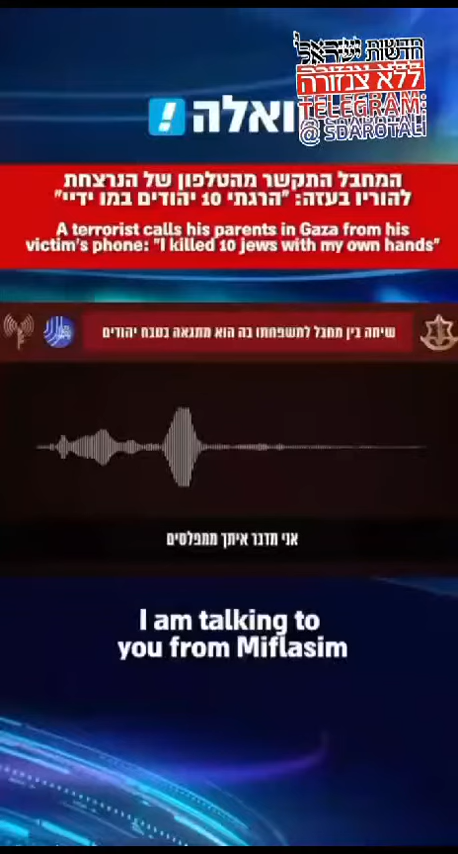 חדשות ישראל
ללא צנזורה
TELEGRAM:
@SDAROTALI
וואלה!
המחבל התקשר מהטלפון של הנרצחת
להוריו בעזה: "הרגתי 10 יהודים במו ידיי"
A terrorist calls his parents in Gaza from his
victim's phone: "I killed 10 jews with my own hands"
שיחה בין מחבל למשפחתו בה הוא מתגאה בטבח יהודים
אני מדבר איתך ממפלסים
I am talking to
you from Miflasim